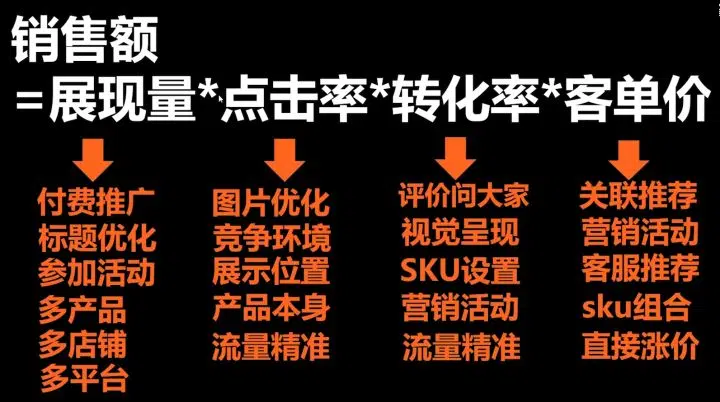 销售额
=展现量*点击率*转化率*客单价
付费推广
标题优化
参加活动
多产品
多店铺
多平台
图片优化
竞争环境
展示位置
产品本身
流量精准
评价问大家
视觉呈现
SKU设置
营销活动
流量精准
关联推荐
营销活动
客服推荐
sku组合
直接涨价